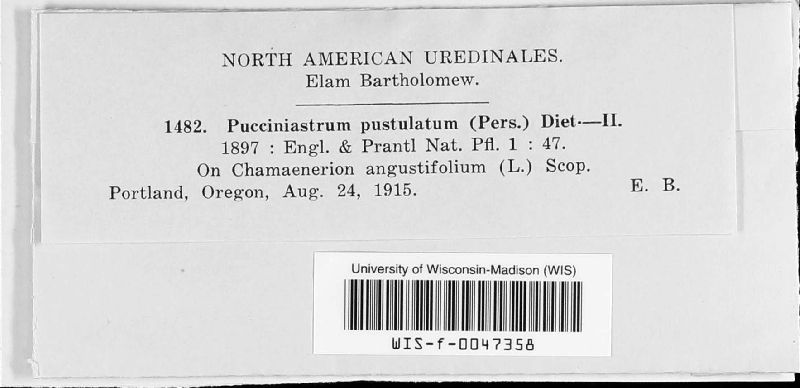 NORTH AMERICAN UREDINALES.
Elam Bartholomew.
1482. Pucciniastrum pustulatum (Pers.) Diet.—II.
1897 : Engl. & Prantl Nat. Pfl. 1 : 47.
On Chamaenerion angustifolium (L.) Scop.
Portland, Oregon, Aug. 24, 1915. E. B.
University of Wisconsin-Madison (WIS)
WIS-f-0047358